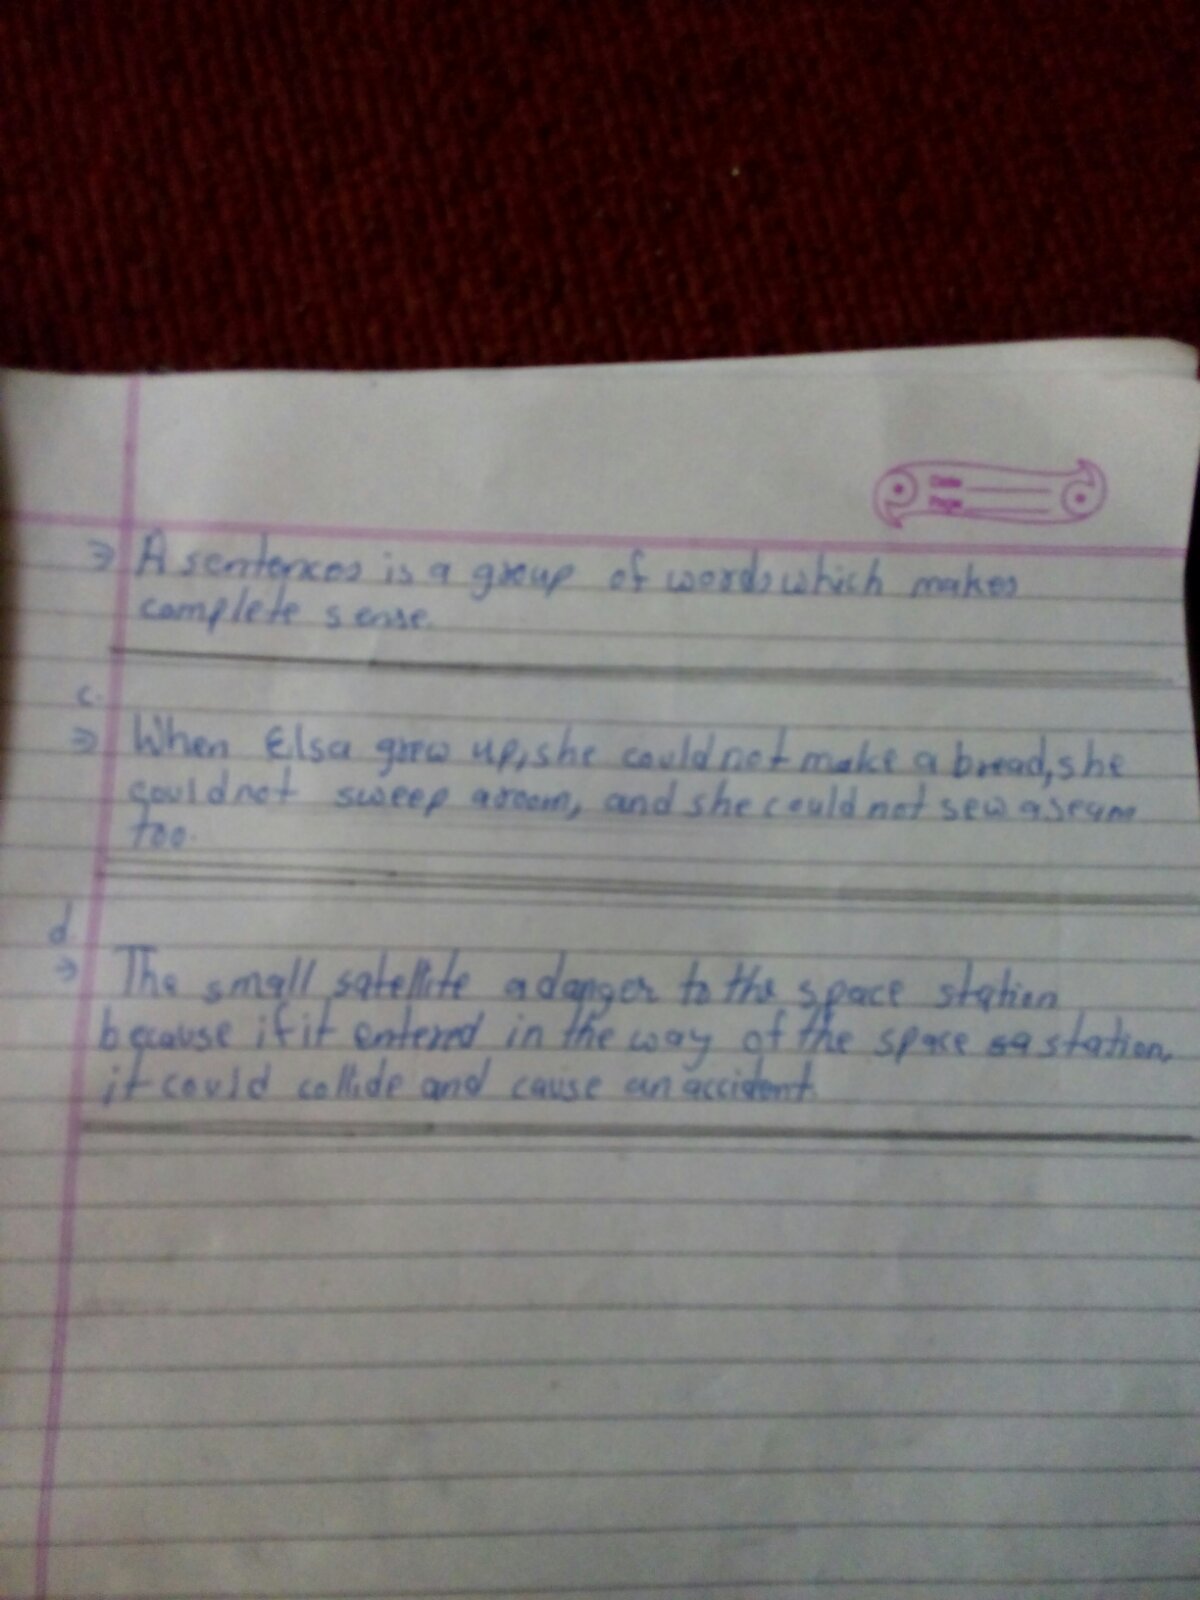 Date
Page
⇒ A sentences is a group of words which makes
complete sense.
c.
⇒ When Elsa grew up, she could not make a bread, she
could not sweep a room, and she could not sew a seam
too.
d
⇒ The small satellite a danger to the space station
because if it entered in the way of the space sa station,
it could collide and cause an accident.